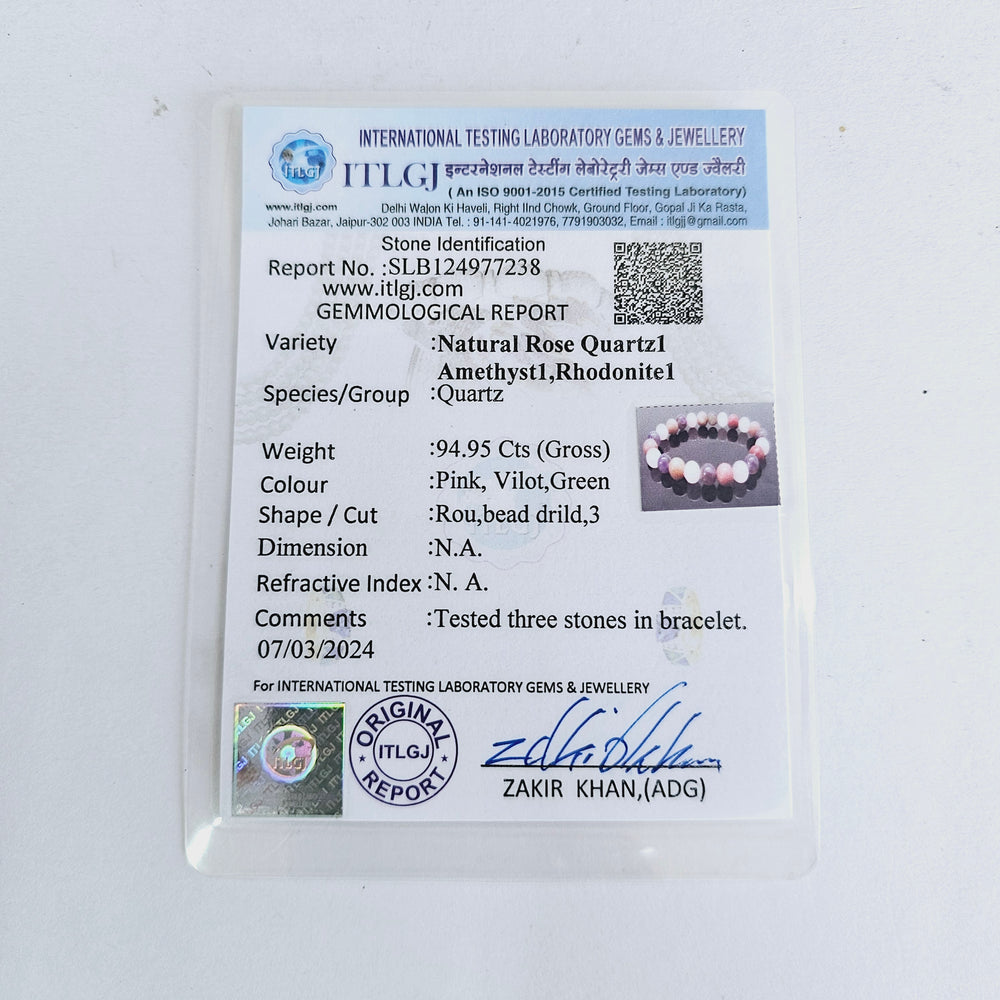 INTERNATIONAL TESTING LABORATORY GEMS & JEWELLERY
ITLGJ
ITLGJ इन्टरनेशनल टेस्टींग लेबोरेट्ररी जेम्स एण्ड ज्वैलरी
( An ISO 9001-2015 Certified Testing Laboratory)
www.itlgj.com Delhi Walon Ki Haveli, Right IInd Chowk, Ground Floor, Gopal Ji Ka Rasta,
Johari Bazar, Jaipur-302 003 INDIA Tel. : 91-141-4021976, 7791903032, Email : itlgjj@gmail.com
Stone Identification
Report No. :SLB124977238
www.itlgj.com
GEMMOLOGICAL REPORT
Variety :Natural Rose Quartz1
Amethyst1,Rhodonite1
Species/Group :Quartz
Weight :94.95 Cts (Gross)
Colour :Pink, Vilot,Green
Shape / Cut :Rou,bead drild,3
Dimension :N.A.
Refractive Index :N. A.
Comments :Tested three stones in bracelet.
07/03/2024
For INTERNATIONAL TESTING LABORATORY GEMS & JEWELLERY
ORIGINAL
ITLGJ
REPORT
ITLGJ
ZAKIR KHAN,(ADG)